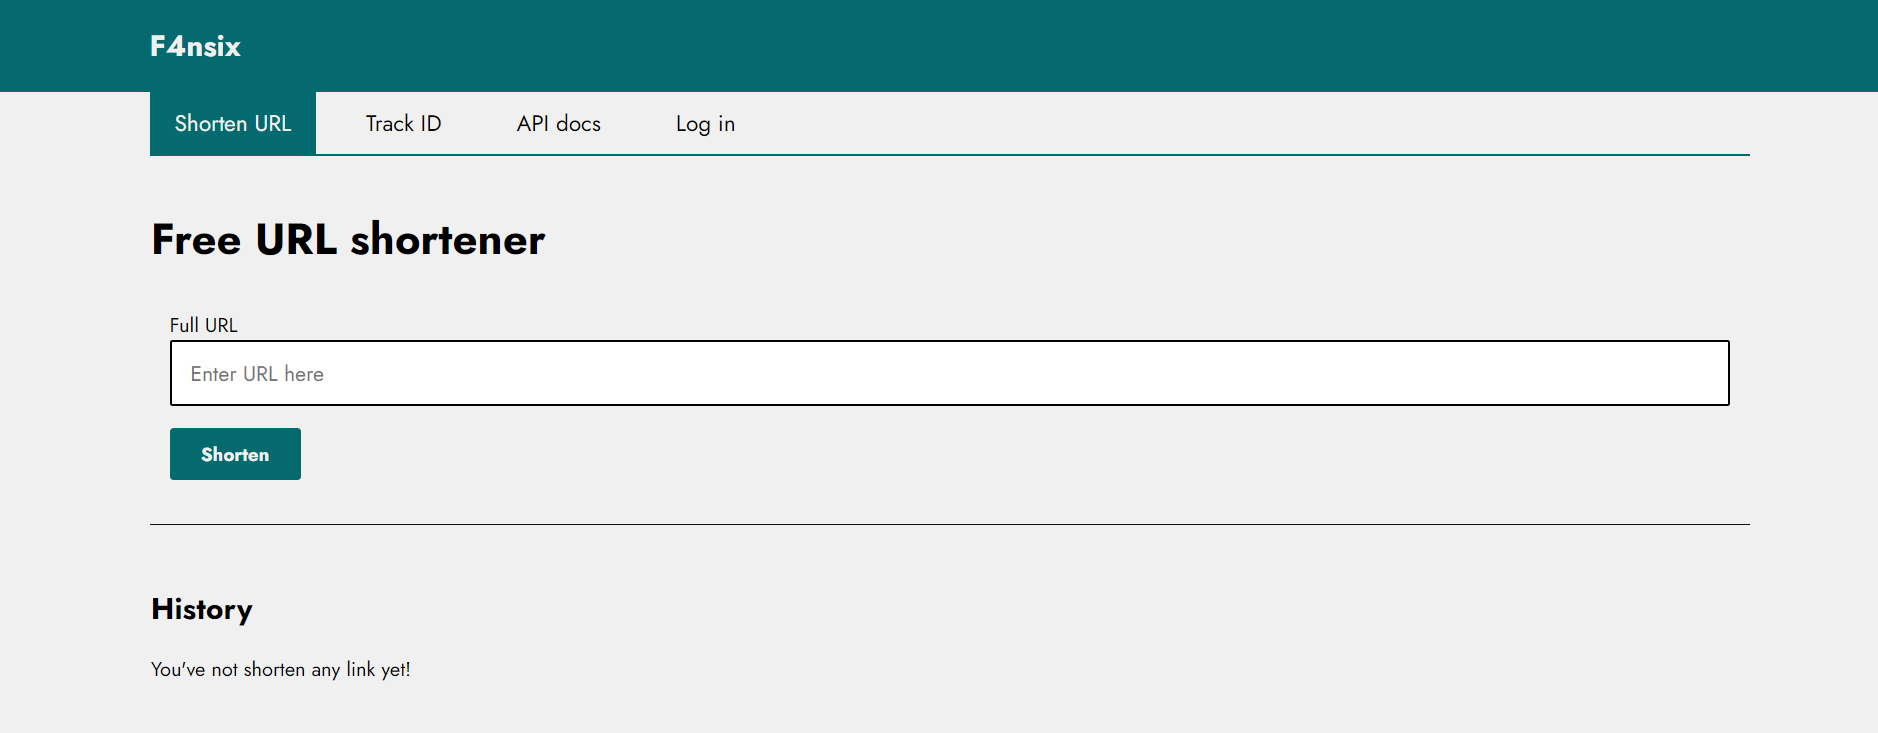 F4nsix
Shorten URL Track ID API docs Log in
Free URL shortener
Full URL
Enter URL here
Shorten
History
You've not shorten any link yet!